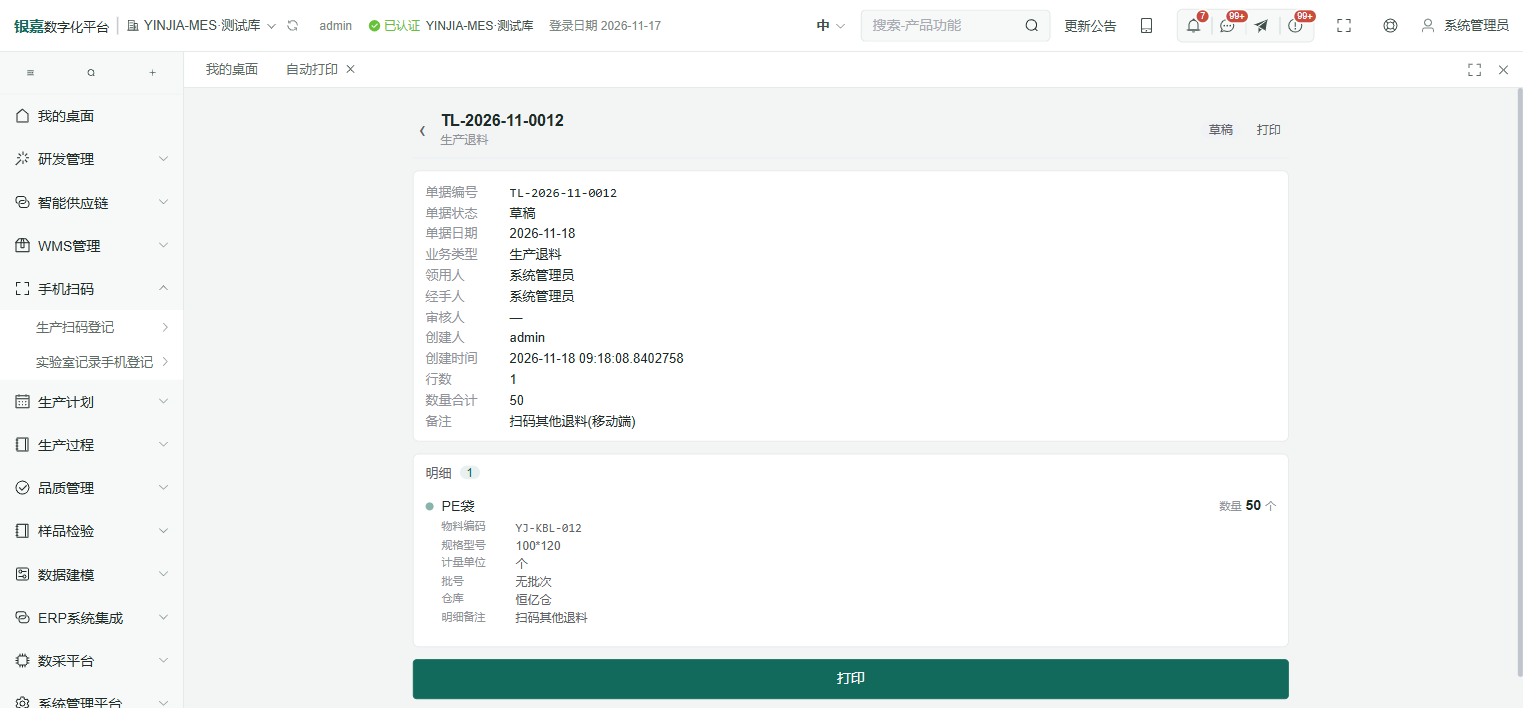 银嘉数字化平台 YINJIA-MES·测试库 admin 已认证 YINJIA-MES·测试库 登录日期 2026-11-17 中 搜索-产品功能 更新公告 7 99+ 99+ 系统管理员
我的桌面 自动打印
我的桌面
研发管理
智能供应链
WMS管理
手机扫码
生产扫码登记
实验室记录手机登记
生产计划
生产过程
品质管理
样品检验
数据建模
ERP系统集成
数采平台
系统管理平台
TL-2026-11-0012
生产退料
草稿 打印
单据编号 TL-2026-11-0012
单据状态 草稿
单据日期 2026-11-18
业务类型 生产退料
领用人 系统管理员
经手人 系统管理员
审核人 —
创建人 admin
创建时间 2026-11-18 09:18:08.8402758
行数 1
数量合计 50
备注 扫码其他退料(移动端)
明细 1
PE袋 数量 50 个
物料编码 YJ-KBL-012
规格型号 100*120
计量单位 个
批号 无批次
仓库 恒亿仓
明细备注 扫码其他退料
打印